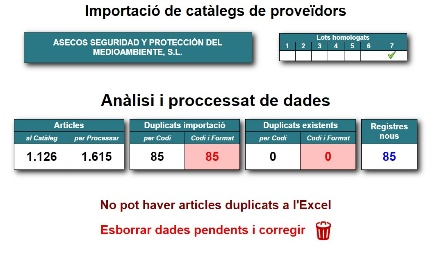 Importació de catàlegs de proveïdors
ASECOS SEGURIDAD Y PROTECCIÓN DEL
MEDIOAMBIENTE, S.L.
Lots homologats
1 2 3 4 5 6 7
Anàlisi i proccessat de dades
Articles
al Catàleg per Processar
1.126 1.615
Duplicats importació
per Codi Codi i Format
85 85
Duplicats existents
per Codi Codi i Format
0 0
Registres
nous
85
No pot haver articles duplicats a l'Excel
Esborrar dades pendents i corregir